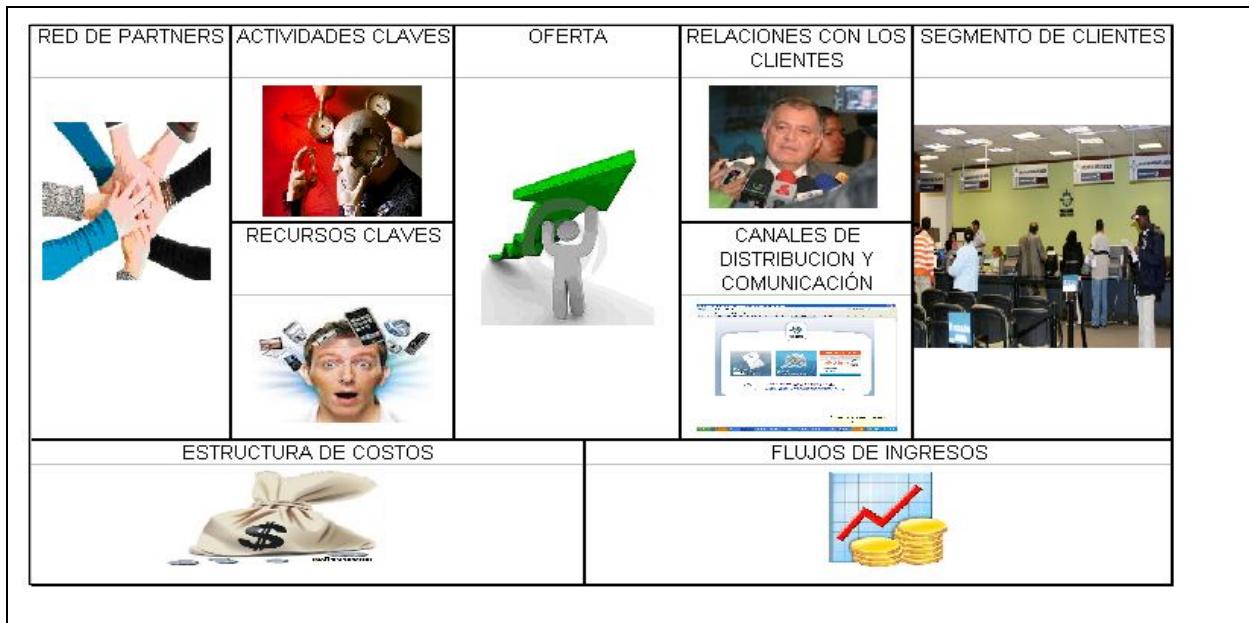 RED DE PARTNERS
ACTIVIDADES CLAVES
OFERTA
RELACIONES CON LOS
CLIENTES
SEGMENTO DE CLIENTES
RECURSOS CLAVES
CANALES DE
DISTRIBUCION Y
COMUNICACIÓN
ESTRUCTURA DE COSTOS
$
FLUJOS DE INGRESOS